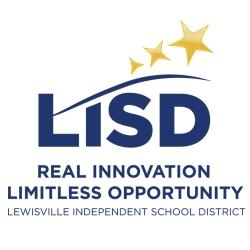 LISD
REAL INNOVATION
LIMITLESS OPPORTUNITY
LEWISVILLE INDEPENDENT SCHOOL DISTRICT